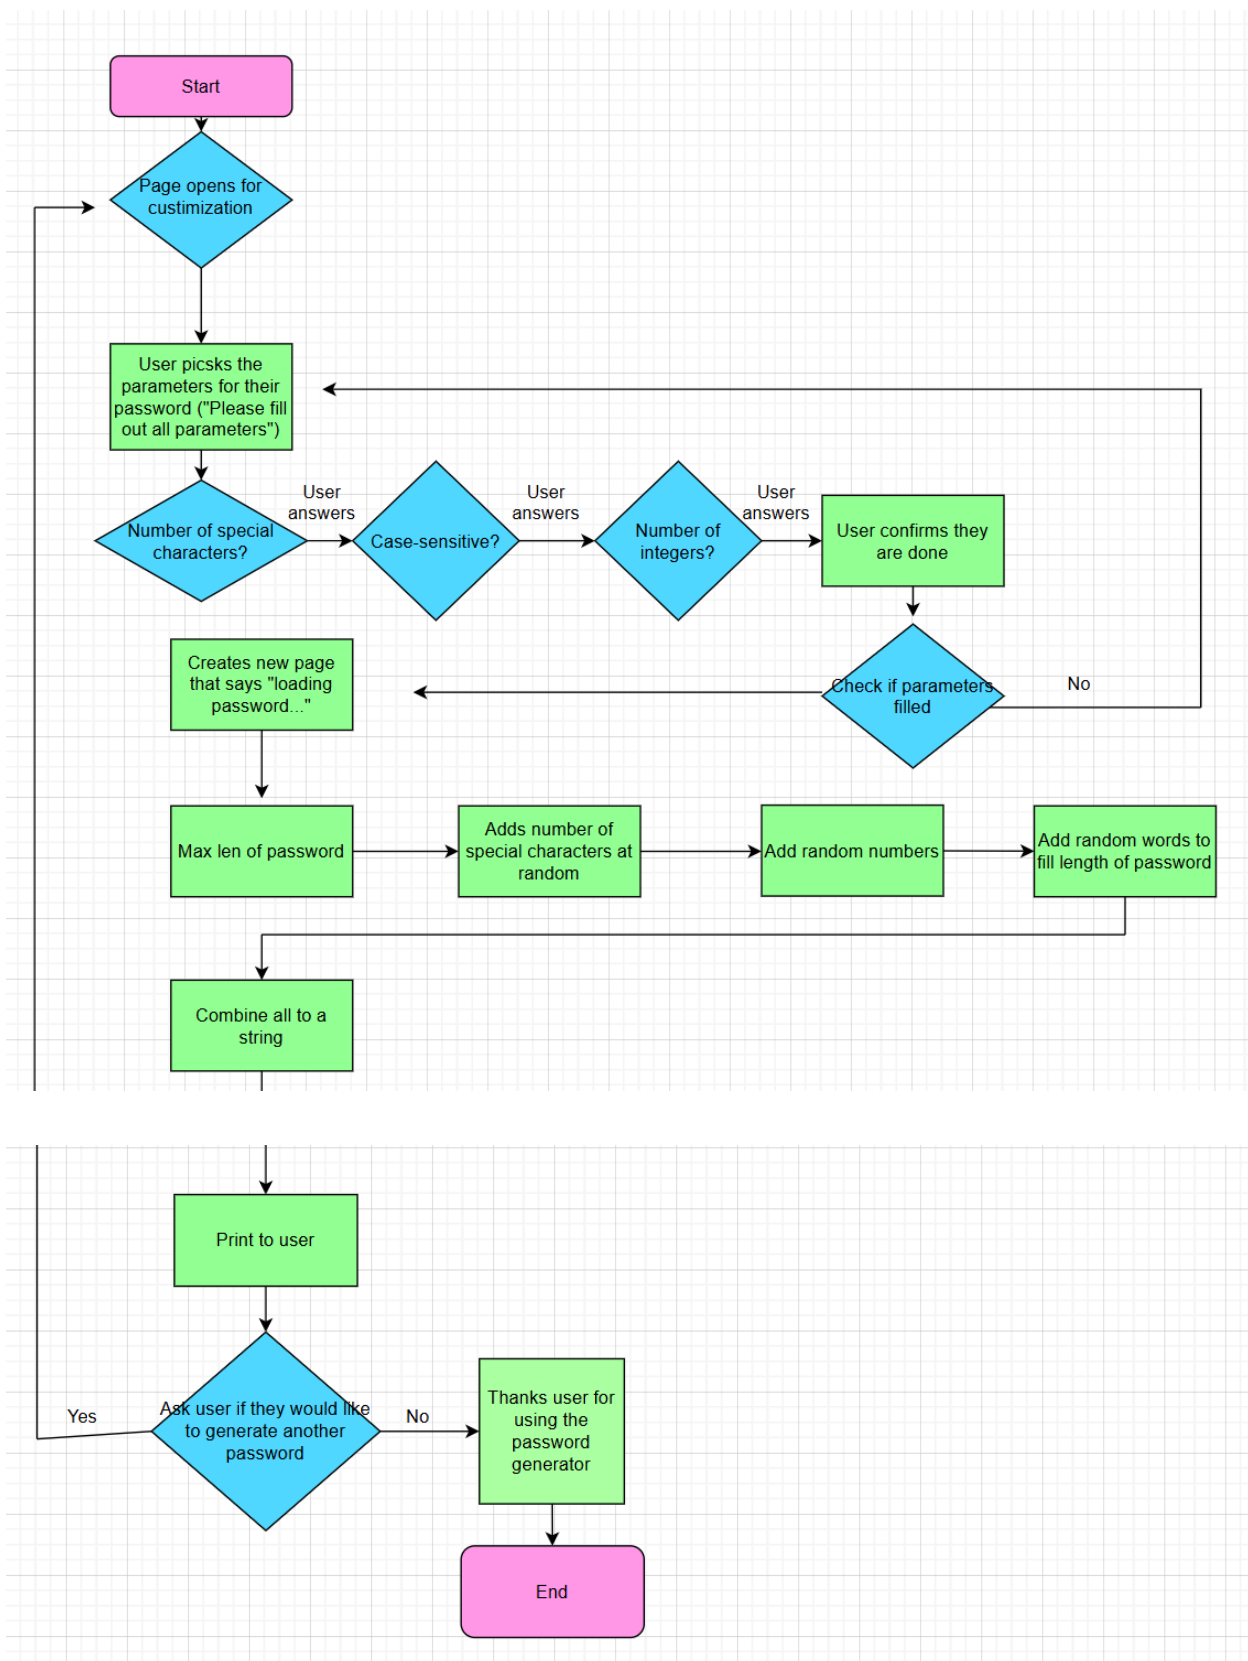 Start
Page opens for
custimization
User picsks the
parameters for their
password ("Please fill
out all parameters")
Number of special
characters?
User
answers
Case-sensitive?
User
answers
Number of
integers?
User
answers
User confirms they
are done
Check if parameters
filled
No
Creates new page
that says "loading
password..."
Max len of password
Adds number of
special characters at
random
Add random numbers
Add random words to
fill length of password
Combine all to a
string
Print to user
Ask user if they would like
to generate another
password
Yes
No
Thanks user for
using the
password
generator
End